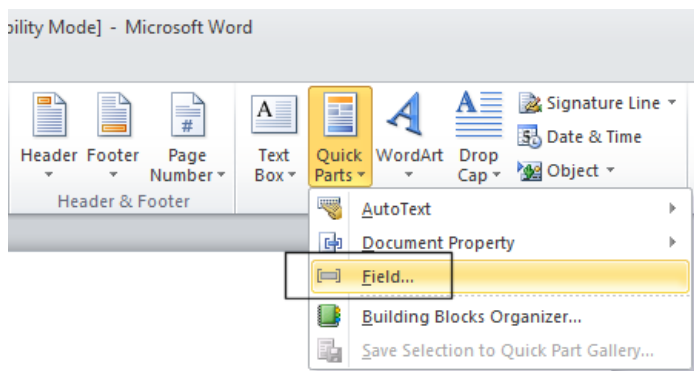 bility Mode] - Microsoft Word
Header Footer Page Number
Header & Footer
Text Box
Quick Parts
WordArt
Drop Cap
Signature Line
Date & Time
Object
AutoText
Document Property
Field...
Building Blocks Organizer...
Save Selection to Quick Part Gallery...